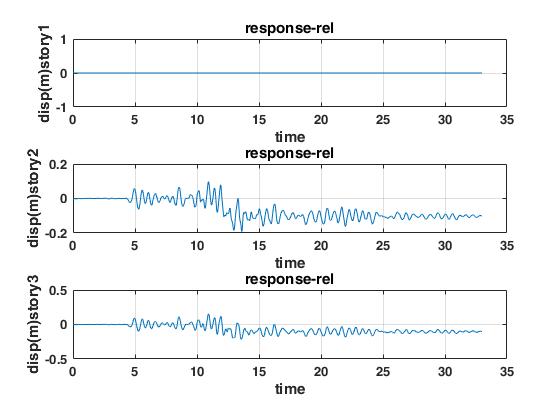 response-rel
disp(m)story1
1
0
-1
0 5 10 15 20 25 30 35
time
response-rel
disp(m)story2
0.2
0
-0.2
0 5 10 15 20 25 30 35
time
response-rel
disp(m)story3
0.5
0
-0.5
0 5 10 15 20 25 30 35
time